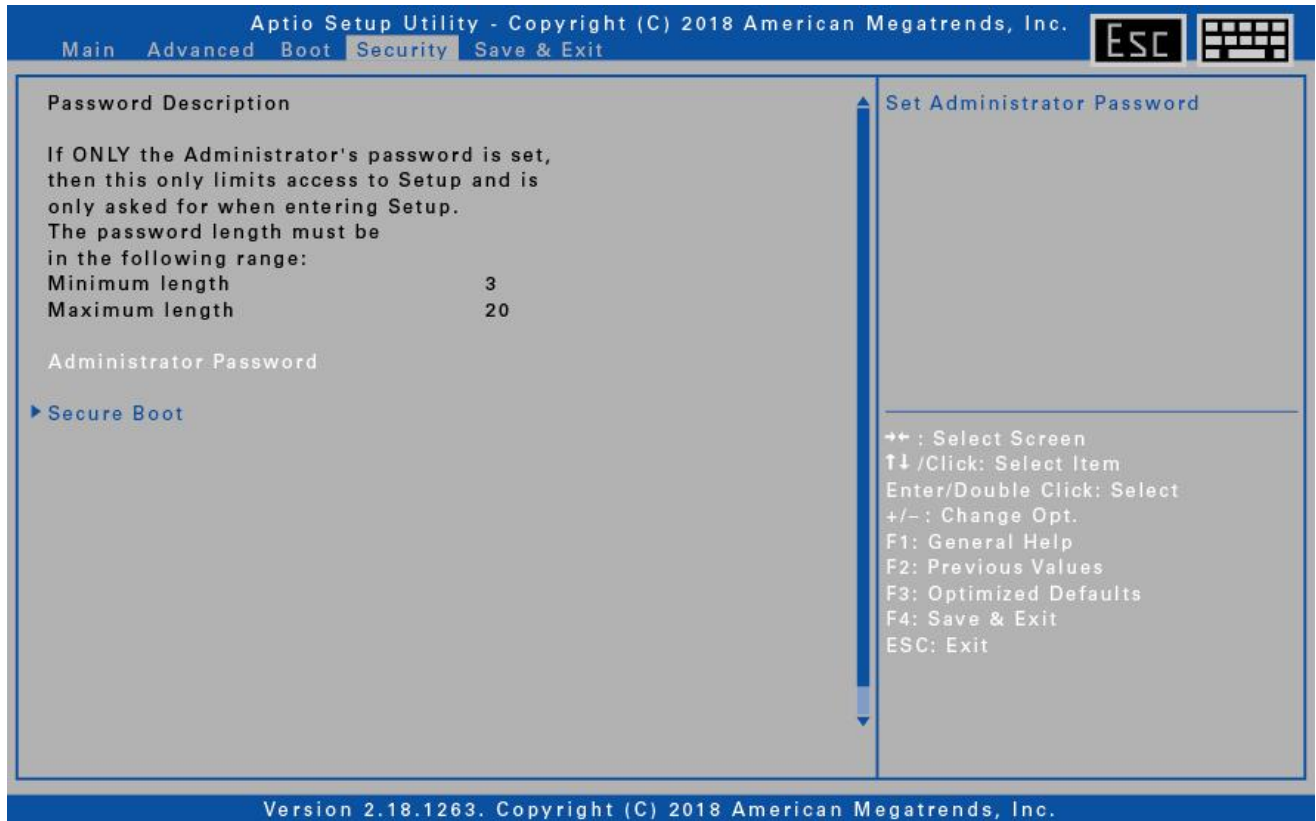 Aptio Setup Utility - Copyright (C) 2018 American Megatrends, Inc.
Main Advanced Boot Security Save & Exit
Esc
Password Description
If ONLY the Administrator's password is set,
then this only limits access to Setup and is
only asked for when entering Setup.
The password length must be
in the following range:
Minimum length 3
Maximum length 20
Administrator Password
Secure Boot
Set Administrator Password
→← : Select Screen
↑↓ /Click: Select Item
Enter/Double Click: Select
+/– : Change Opt.
F1: General Help
F2: Previous Values
F3: Optimized Defaults
F4: Save & Exit
ESC: Exit
Version 2.18.1263. Copyright (C) 2018 American Megatrends, Inc.